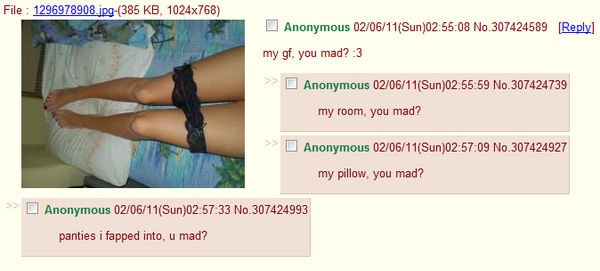 File : 1296978908.jpg-(385 KB, 1024x768)
Anonymous 02/06/11(Sun)02:55:08 No.307424589 [Reply]
my gf, you mad? :3
>> Anonymous 02/06/11(Sun)02:55:59 No.307424739
my room, you mad?
>> Anonymous 02/06/11(Sun)02:57:09 No.307424927
my pillow, you mad?
>> Anonymous 02/06/11(Sun)02:57:33 No.307424993
panties i fapped into, u mad?